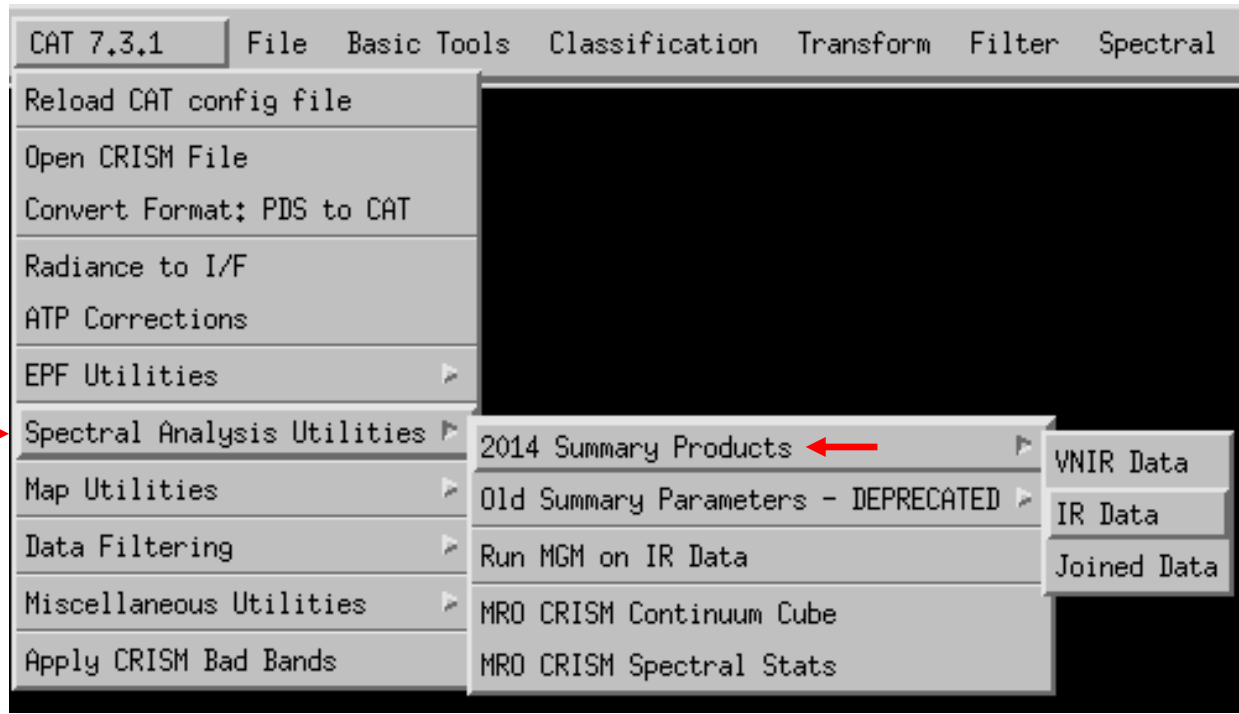 CAT 7.3.1 File Basic Tools Classification Transform Filter Spectral
Reload CAT config file
Open CRISM File
Convert Format: PDS to CAT
Radiance to I/F
ATP Corrections
EPF Utilities
Spectral Analysis Utilities
Map Utilities
Data Filtering
Miscellaneous Utilities
Apply CRISM Bad Bands
2014 Summary Products
Old Summary Parameters - DEPRECATED
Run MGM on IR Data
MRO CRISM Continuum Cube
MRO CRISM Spectral Stats
VNIR Data
IR Data
Joined Data